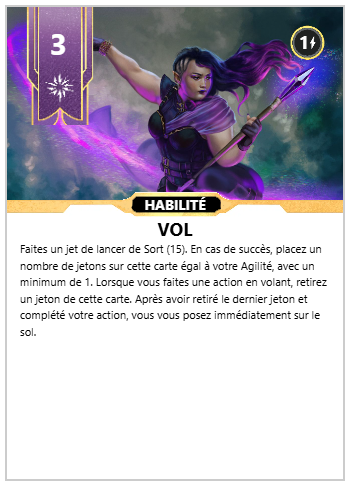 3
1
HABILITÉ
VOL
Faites un jet de lancer de Sort (15). En cas de succès, placez un
nombre de jetons sur cette carte égal à votre Agilité, avec un
minimum de 1. Lorsque vous faites une action en volant, retirez
un jeton de cette carte. Après avoir retiré le dernier jeton et
complété votre action, vous vous posez immédiatement sur le
sol.